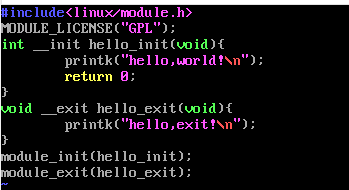 #include<linux/module.h>
MODULE_LICENSE("GPL");
int __init hello_init(void){
        printk("hello,world!\n");
        return 0;
}
void __exit hello_exit(void){
        printk("hello,exit!\n");
}
module_init(hello_init);
module_exit(hello_exit);
~